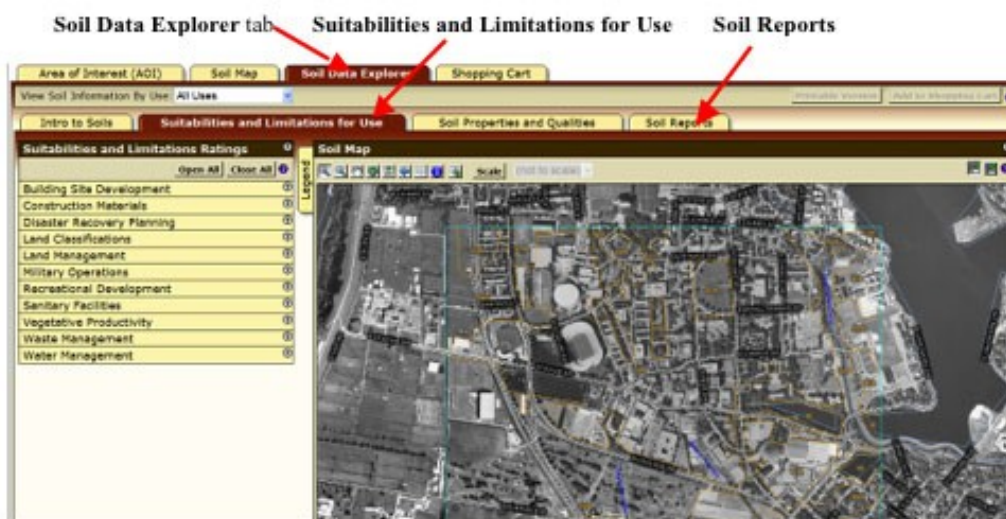 Soil Data Explorer tab Suitabilities and Limitations for Use Soil Reports
Area of Interest (AOI) Soil Map Soil Data Explorer Shopping Cart
View Soil Information By Use: All Uses Printable Version Add to Shopping Cart
Intro to Soils Suitabilities and Limitations for Use Soil Properties and Qualities Soil Reports
Suitabilities and Limitations Ratings Soil Map
Open All Close All Scale (not to scale)
Legend
Building Site Development
Construction Materials
Disaster Recovery Planning
Land Classifications
Land Management
Military Operations
Recreational Development
Sanitary Facilities
Vegetative Productivity
Waste Management
Water Management